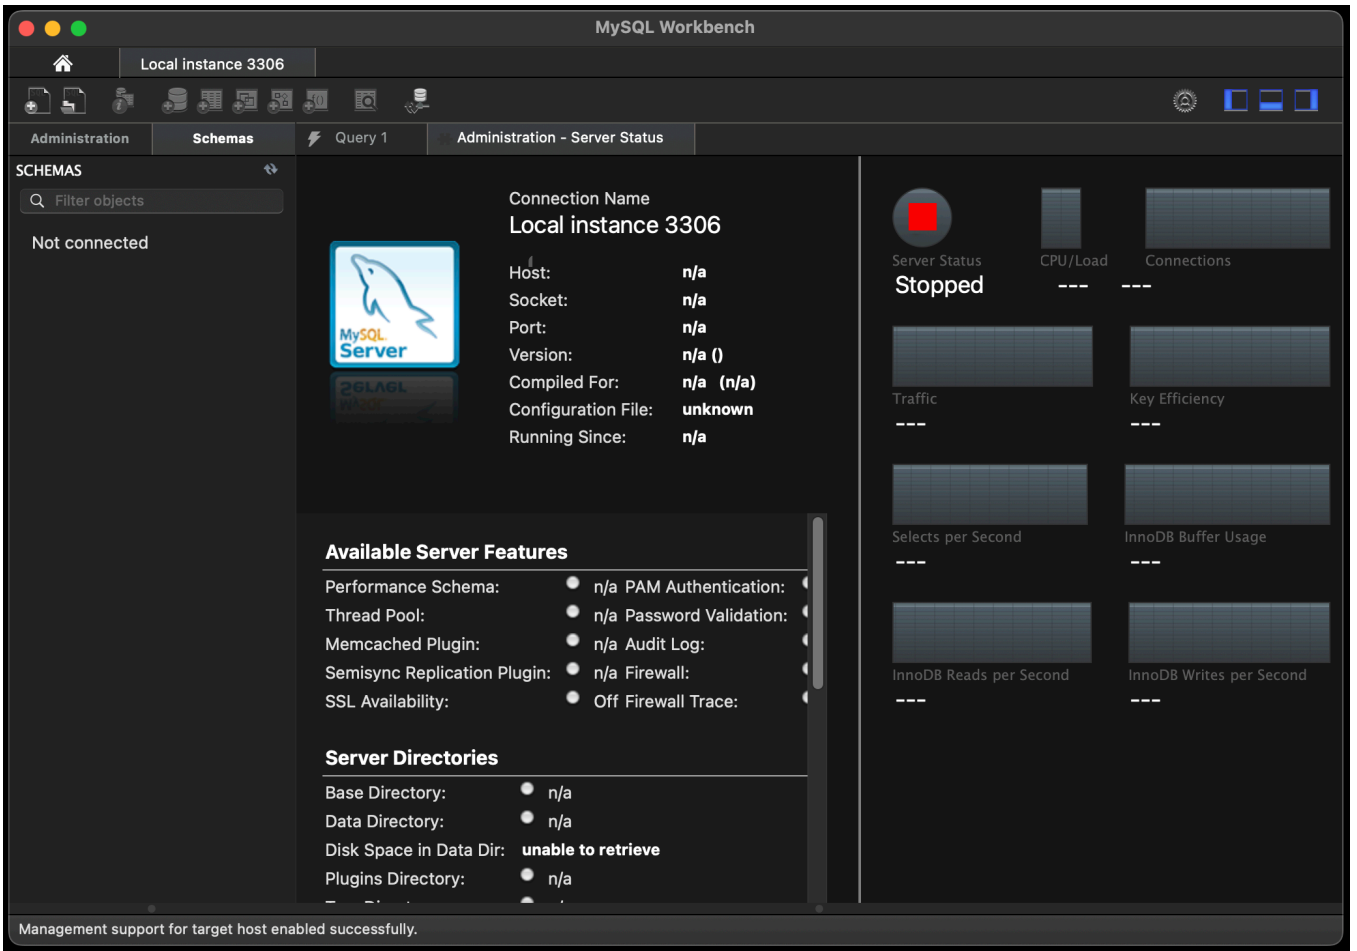 MySQL Workbench
Local instance 3306
Administration
Schemas
Query 1
Administration - Server Status
SCHEMAS
Filter objects
Not connected
MySQL
Server
Connection Name
Local instance 3306
Host: n/a
Socket: n/a
Port: n/a
Version: n/a ()
Compiled For: n/a (n/a)
Configuration File: unknown
Running Since: n/a
Available Server Features
Performance Schema: n/a PAM Authentication:
Thread Pool: n/a Password Validation:
Memcached Plugin: n/a Audit Log:
Semisync Replication Plugin: n/a Firewall:
SSL Availability: Off Firewall Trace:
Server Directories
Base Directory: n/a
Data Directory: n/a
Disk Space in Data Dir: unable to retrieve
Plugins Directory: n/a
Server Status
Stopped
CPU/Load
---
Connections
---
Traffic
---
Key Efficiency
---
Selects per Second
---
InnoDB Buffer Usage
---
InnoDB Reads per Second
---
InnoDB Writes per Second
---
Management support for target host enabled successfully.